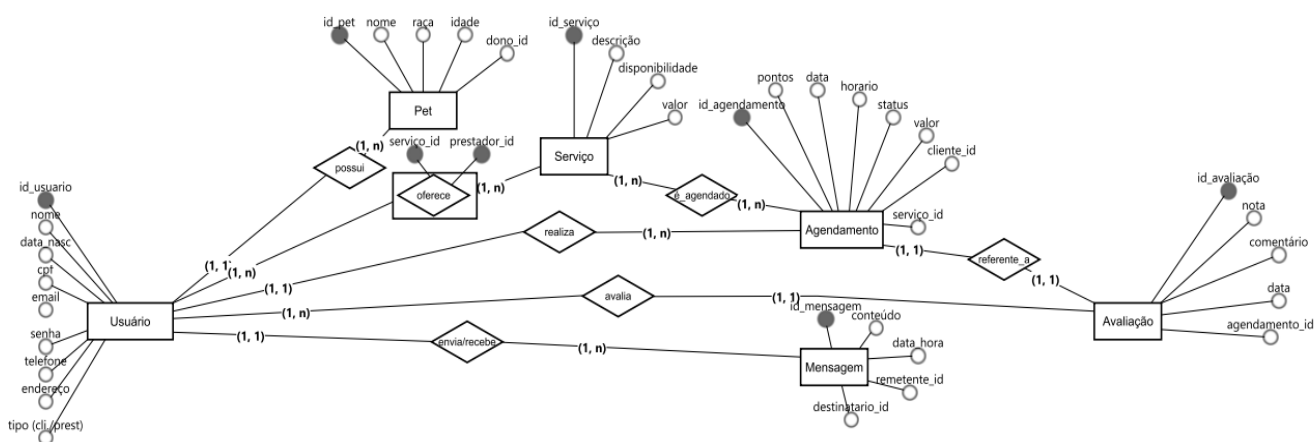 id_pet
nome
raça
idade
dono_id
Pet
id_serviço
descrição
disponibilidade
valor
Serviço
pontos
data
horario
id_agendamento
status
valor
cliente_id
serviço_id
Agendamento
id_avaliação
nota
comentário
data
agendamento_id
Avaliação
(1, n)
possui
(1, 1)
serviço_id
prestador_id
oferece
(1, n)
(1, n)
(1, n)
é_agendado
(1, n)
realiza
(1, n)
(1, 1)
(1, 1)
referente_a
(1, 1)
avalia
(1, 1)
(1, n)
envia/recebe
(1, 1)
(1, n)
id_usuario
nome
data_nasc
cpf
email
senha
telefone
endereço
tipo (cli./prest)
Usuário
id_mensagem
conteúdo
data_hora
remetente_id
destinatario_id
Mensagem